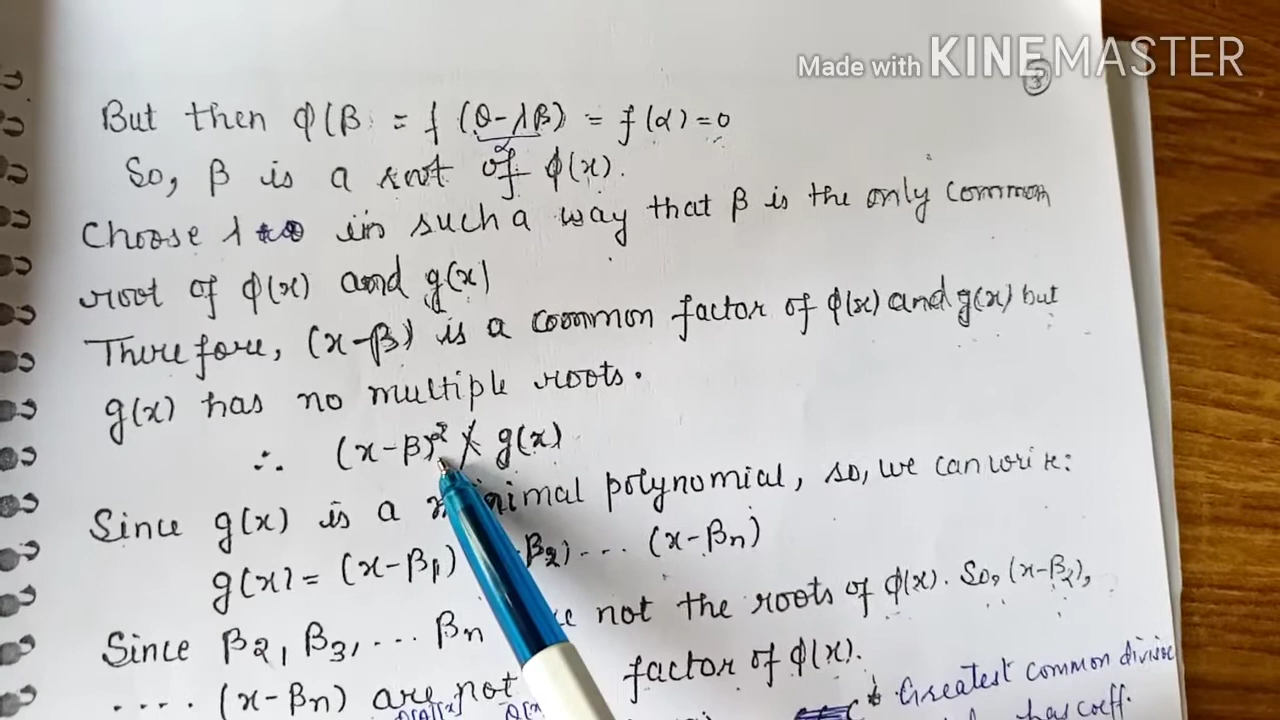 Made with KINEMASTER
3
But then φ(β = f (θ-λβ) = f(α)=0
α
So, β is a root of φ(x).
Choose λ in such a way that β is the only common
root of φ(x) and g(x)
Therefore, (x-β) is a common factor of φ(x) and g(x) but
g(x) has no multiple roots.
∴ (x-β)² ∤ g(x)
Since g(x) is a minimal polynomial, so, we can write:
g(x) = (x-β1) β2)... (x-βn)
Since β2, β3, ... βn not the roots of φ(x). So, (x-β2),
.... (x-βn) are not factor of φ(x).
Greatest common divisor
has coeff.